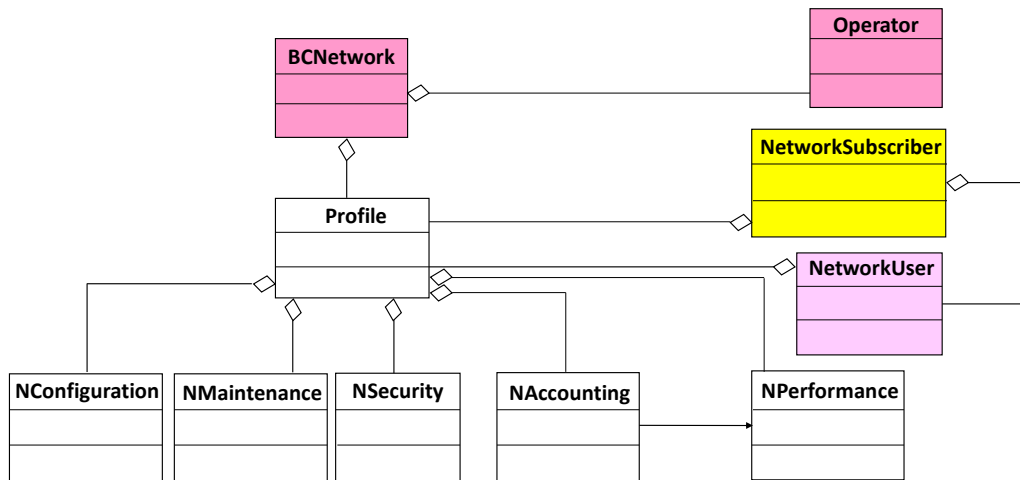 Operator
BCNetwork
NetworkSubscriber
Profile
NetworkUser
NConfiguration
NMaintenance
NSecurity
NAccounting
NPerformance